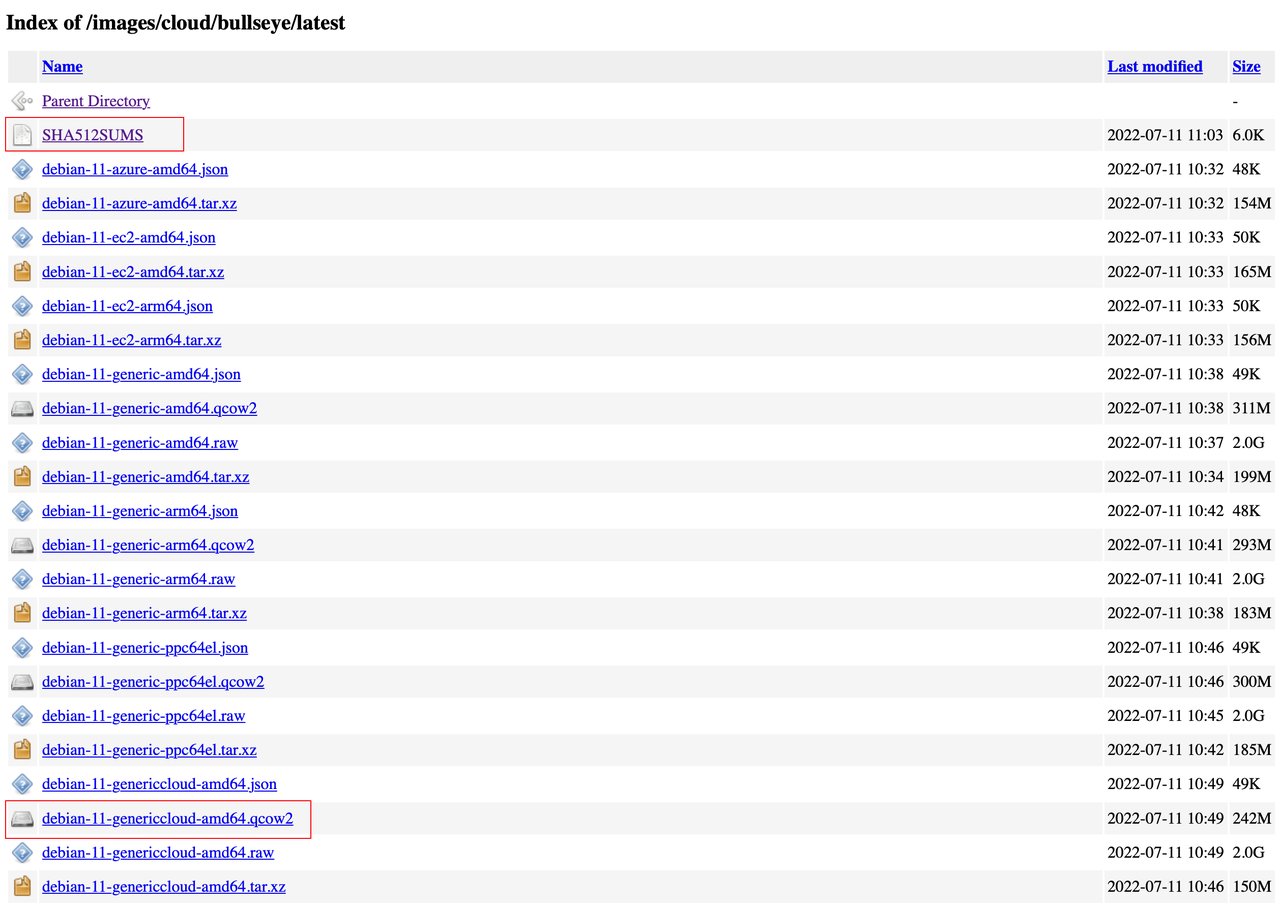 Index of /images/cloud/bullseye/latest
Name Last modified Size
Parent Directory -
SHA512SUMS 2022-07-11 11:03 6.0K
debian-11-azure-amd64.json 2022-07-11 10:32 48K
debian-11-azure-amd64.tar.xz 2022-07-11 10:32 154M
debian-11-ec2-amd64.json 2022-07-11 10:33 50K
debian-11-ec2-amd64.tar.xz 2022-07-11 10:33 165M
debian-11-ec2-arm64.json 2022-07-11 10:33 50K
debian-11-ec2-arm64.tar.xz 2022-07-11 10:33 156M
debian-11-generic-amd64.json 2022-07-11 10:38 49K
debian-11-generic-amd64.qcow2 2022-07-11 10:38 311M
debian-11-generic-amd64.raw 2022-07-11 10:37 2.0G
debian-11-generic-amd64.tar.xz 2022-07-11 10:34 199M
debian-11-generic-arm64.json 2022-07-11 10:42 48K
debian-11-generic-arm64.qcow2 2022-07-11 10:41 293M
debian-11-generic-arm64.raw 2022-07-11 10:41 2.0G
debian-11-generic-arm64.tar.xz 2022-07-11 10:38 183M
debian-11-generic-ppc64el.json 2022-07-11 10:46 49K
debian-11-generic-ppc64el.qcow2 2022-07-11 10:46 300M
debian-11-generic-ppc64el.raw 2022-07-11 10:45 2.0G
debian-11-generic-ppc64el.tar.xz 2022-07-11 10:42 185M
debian-11-genericcloud-amd64.json 2022-07-11 10:49 49K
debian-11-genericcloud-amd64.qcow2 2022-07-11 10:49 242M
debian-11-genericcloud-amd64.raw 2022-07-11 10:49 2.0G
debian-11-genericcloud-amd64.tar.xz 2022-07-11 10:46 150M